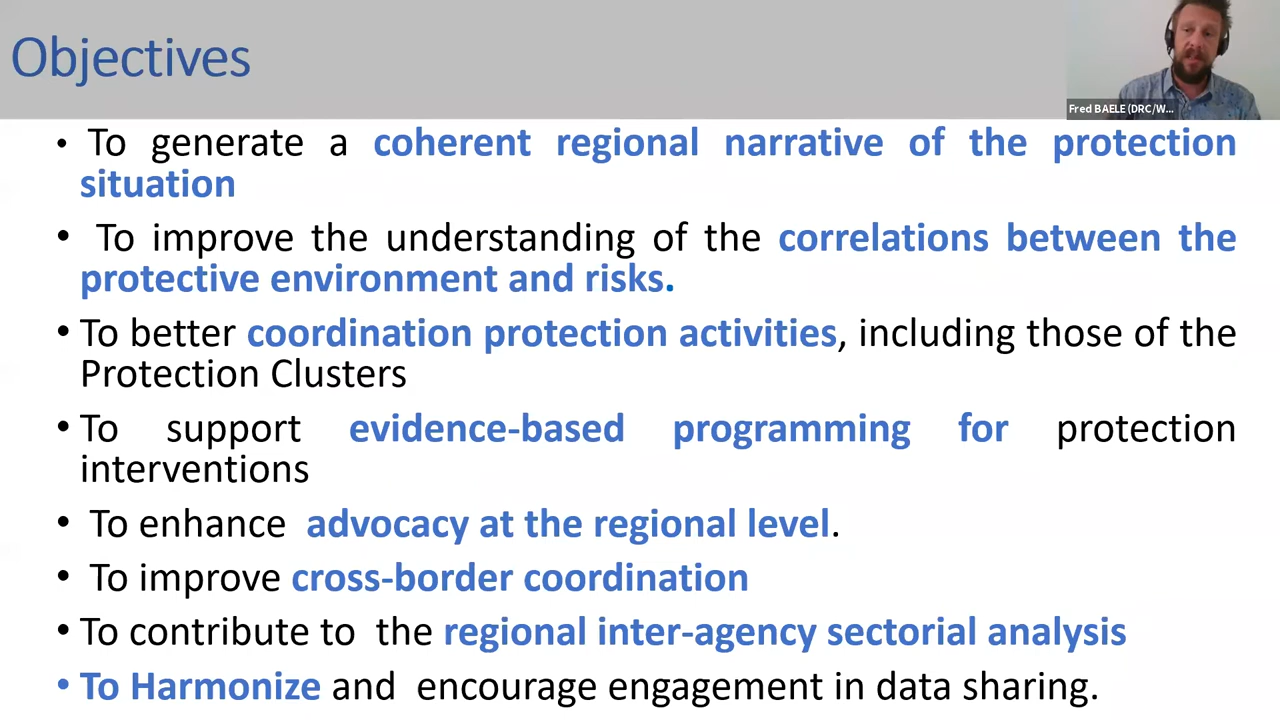 Objectives
Fred BAELE (DRC/W...
• To generate a coherent regional narrative of the protection
situation
• To improve the understanding of the correlations between the
protective environment and risks.
• To better coordination protection activities, including those of the
Protection Clusters
• To support evidence-based programming for protection
interventions
• To enhance advocacy at the regional level.
• To improve cross-border coordination
• To contribute to the regional inter-agency sectorial analysis
• To Harmonize and encourage engagement in data sharing.